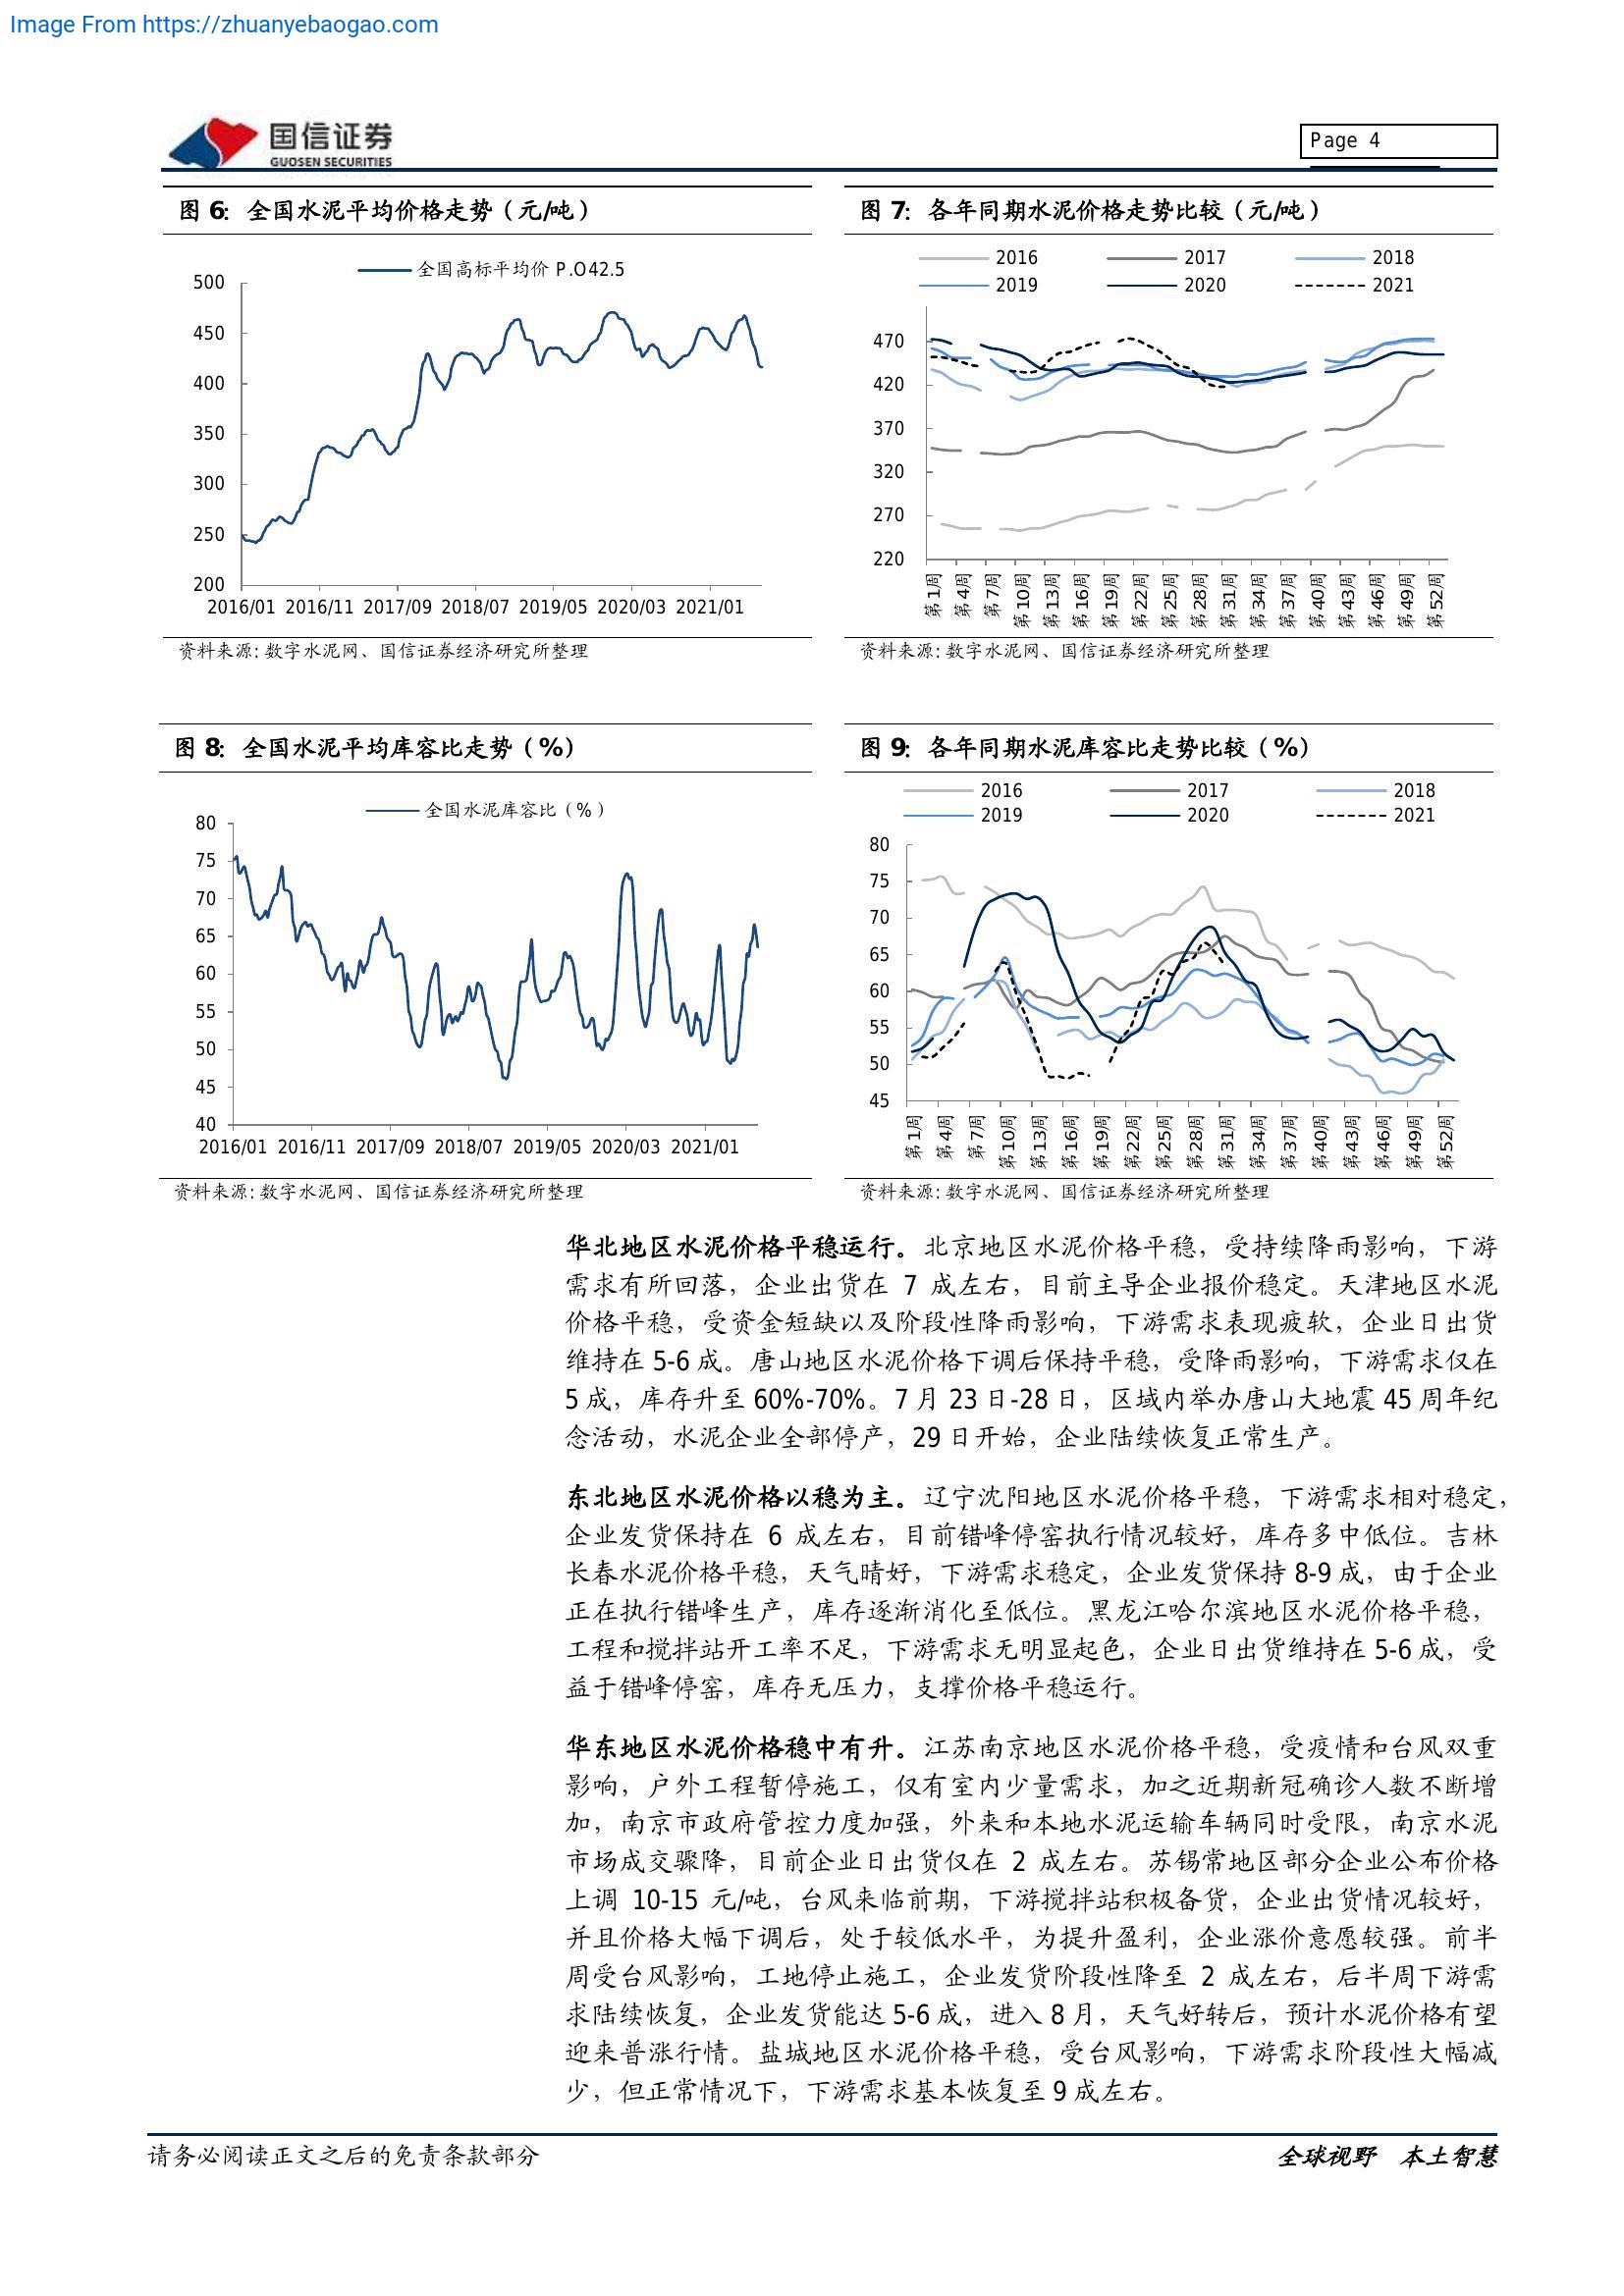 Image From https://zhuanyebaogao.com
国信证券
GUOSEN SECURITIES
Page 4
图 6：全国水泥平均价格走势（元/吨）
全国高标平均价 P.O42.5
500
450
400
350
300
250
200
2016/01 2016/11 2017/09 2018/07 2019/05 2020/03 2021/01
资料来源：数字水泥网、国信证券经济研究所整理
图 7：各年同期水泥价格走势比较（元/吨）
2016 2017 2018
2019 2020 2021
470
420
370
320
270
220
第1周 第4周 第7周 第10周 第13周 第16周 第19周 第22周 第25周 第28周 第31周 第34周 第37周 第40周 第43周 第46周 第49周 第52周
资料来源：数字水泥网、国信证券经济研究所整理
图 8：全国水泥平均库容比走势（%）
全国水泥库容比（%）
80
75
70
65
60
55
50
45
40
2016/01 2016/11 2017/09 2018/07 2019/05 2020/03 2021/01
资料来源：数字水泥网、国信证券经济研究所整理
图 9：各年同期水泥库容比走势比较（%）
2016 2017 2018
2019 2020 2021
80
75
70
65
60
55
50
45
第1周 第4周 第7周 第10周 第13周 第16周 第19周 第22周 第25周 第28周 第31周 第34周 第37周 第40周 第43周 第46周 第49周 第52周
资料来源：数字水泥网、国信证券经济研究所整理
华北地区水泥价格平稳运行。北京地区水泥价格平稳，受持续降雨影响，下游
需求有所回落，企业出货在 7 成左右，目前主导企业报价稳定。天津地区水泥
价格平稳，受资金短缺以及阶段性降雨影响，下游需求表现疲软，企业日出货
维持在 5-6 成。唐山地区水泥价格下调后保持平稳，受降雨影响，下游需求仅在
5 成，库存升至 60%-70%。7 月 23 日-28 日，区域内举办唐山大地震 45 周年纪
念活动，水泥企业全部停产，29 日开始，企业陆续恢复正常生产。
东北地区水泥价格以稳为主。辽宁沈阳地区水泥价格平稳，下游需求相对稳定，
企业发货保持在 6 成左右，目前错峰停窑执行情况较好，库存多中低位。吉林
长春水泥价格平稳，天气晴好，下游需求稳定，企业发货保持 8-9 成，由于企业
正在执行错峰生产，库存逐渐消化至低位。黑龙江哈尔滨地区水泥价格平稳，
工程和搅拌站开工率不足，下游需求无明显起色，企业日出货维持在 5-6 成，受
益于错峰停窑，库存无压力，支撑价格平稳运行。
华东地区水泥价格稳中有升。江苏南京地区水泥价格平稳，受疫情和台风双重
影响，户外工程暂停施工，仅有室内少量需求，加之近期新冠确诊人数不断增
加，南京市政府管控力度加强，外来和本地水泥运输车辆同时受限，南京水泥
市场成交骤降，目前企业日出货仅在 2 成左右。苏锡常地区部分企业公布价格
上调 10-15 元/吨，台风来临前期，下游搅拌站积极备货，企业出货情况较好，
并且价格大幅下调后，处于较低水平，为提升盈利，企业涨价意愿较强。前半
周受台风影响，工地停止施工，企业发货阶段性降至 2 成左右，后半周下游需
求陆续恢复，企业发货能达 5-6 成，进入 8 月，天气好转后，预计水泥价格有望
迎来普涨行情。盐城地区水泥价格平稳，受台风影响，下游需求阶段性大幅减
少，但正常情况下，下游需求基本恢复至 9 成左右。
请务必阅读正文之后的免责条款部分
全球视野 本土智慧